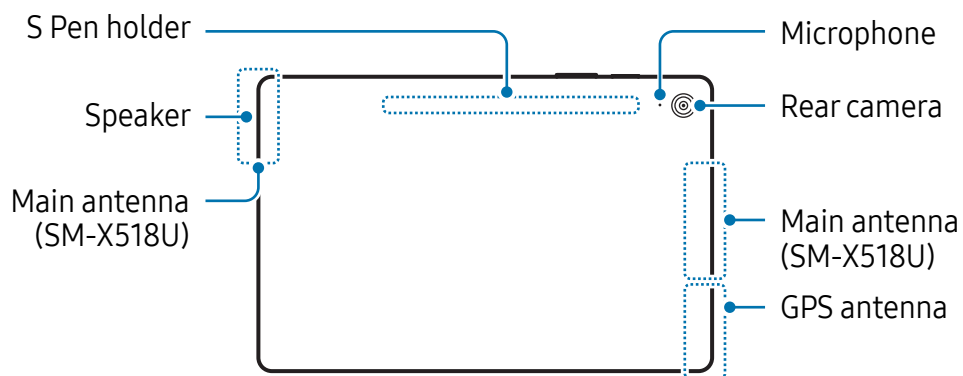 S Pen holder
Speaker
Main antenna
(SM-X518U)
Microphone
Rear camera
Main antenna
(SM-X518U)
GPS antenna